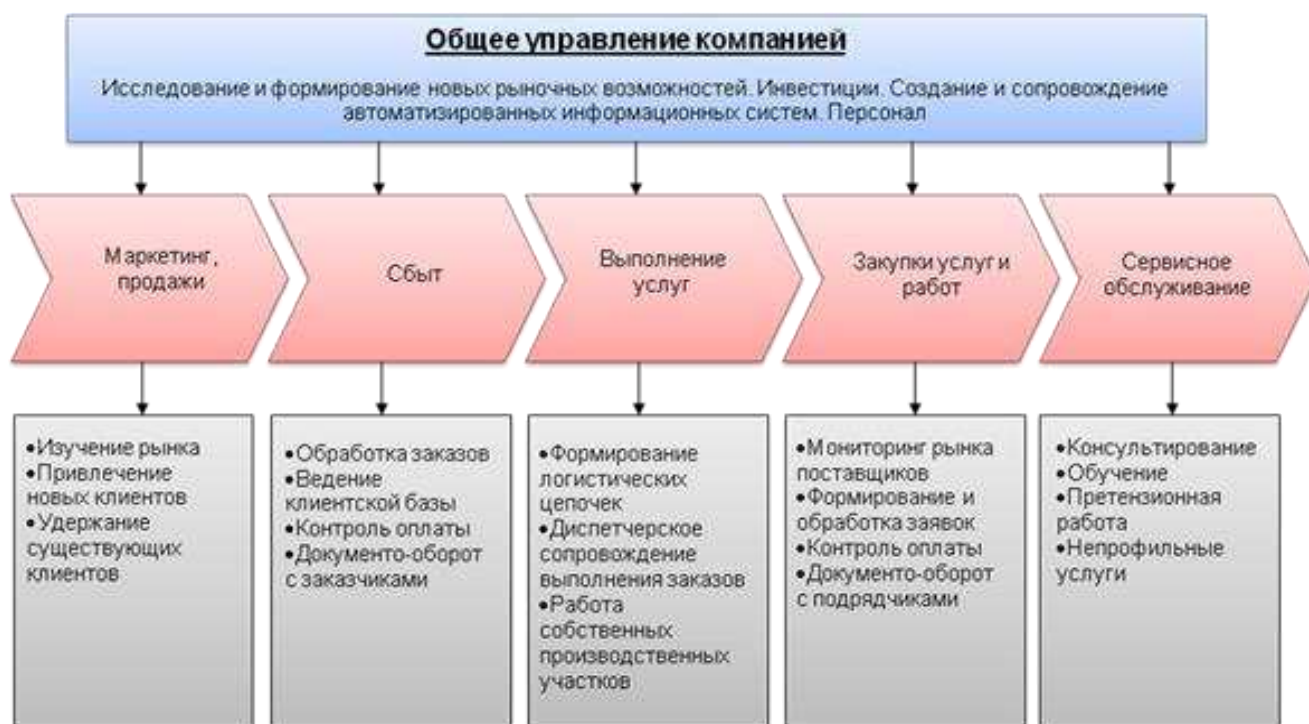 Общее управление компанией
Исследование и формирование новых рыночных возможностей. Инвестиции. Создание и сопровождение
автоматизированных информационных систем. Персонал
Маркетинг,
продажи
Сбыт
Выполнение
услуг
Закупки услуг и
работ
Сервисное
обслуживание
•Изучение рынка
•Привлечение
новых клиентов
•Удержание
существующих
клиентов
•Обработка заказов
•Ведение
клиентской базы
•Контроль оплаты
•Документо-оборот
с заказчиками
•Формирование
логистических
цепочек
•Диспетчерское
сопровождение
выполнения заказов
•Работа
собственных
производственных
участков
•Мониторинг рынка
поставщиков
•Формирование и
обработка заявок
•Контроль оплаты
•Документо-оборот
с подрядчиками
•Консультирование
•Обучение
•Претензионная
работа
•Непрофильные
услуги